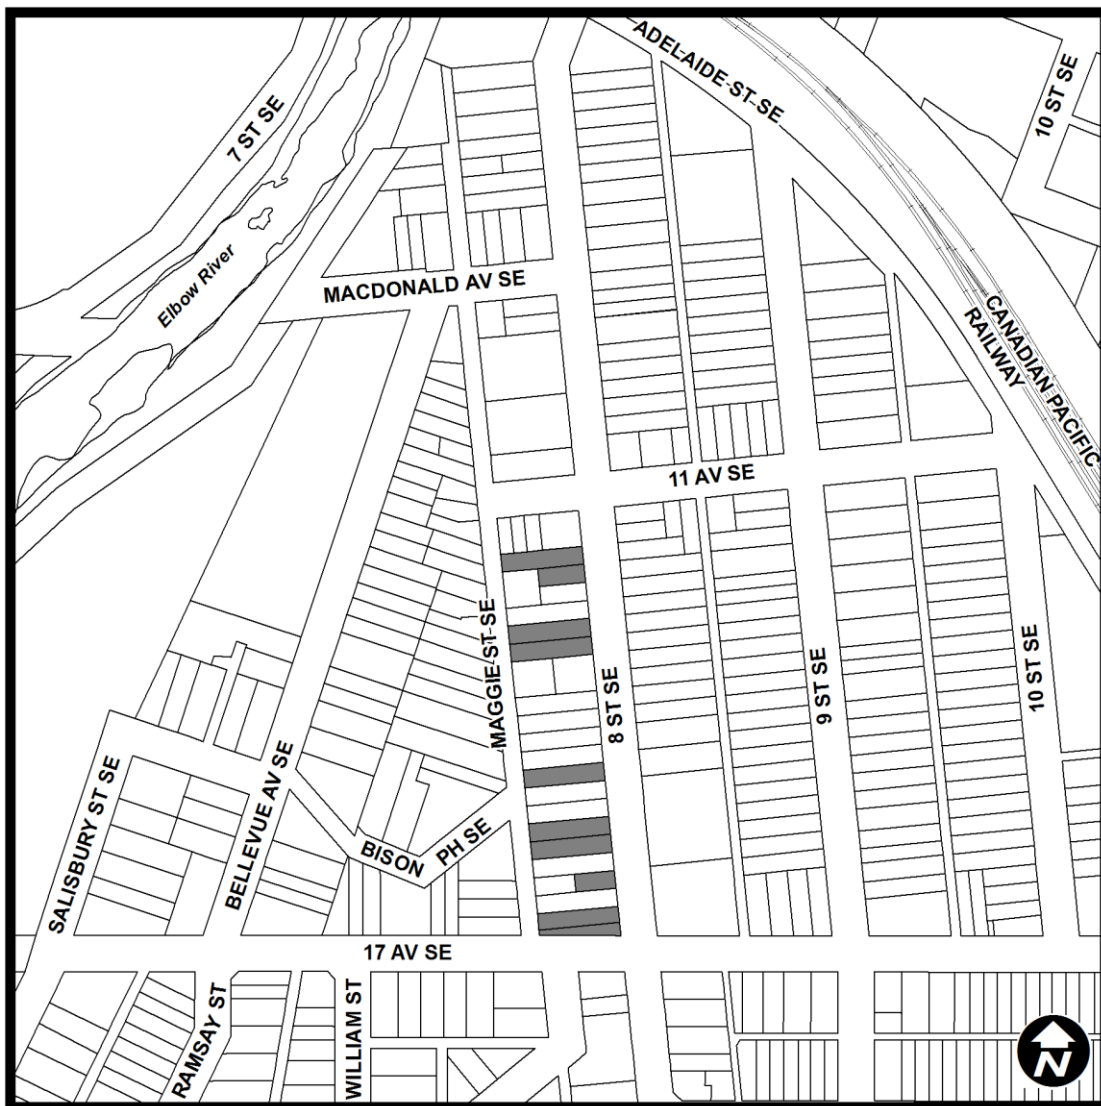 ADELAIDE ST SE
10 ST SE
7 ST SE
Elbow River
MACDONALD AV SE
CANADIAN PACIFIC
RAILWAY
11 AV SE
MAGGIE ST SE
8 ST SE
9 ST SE
10 ST SE
SALISBURY ST SE
BELLEVUE AV SE
BISON PH SE
17 AV SE
RAMSAY ST
WILLIAM ST
N